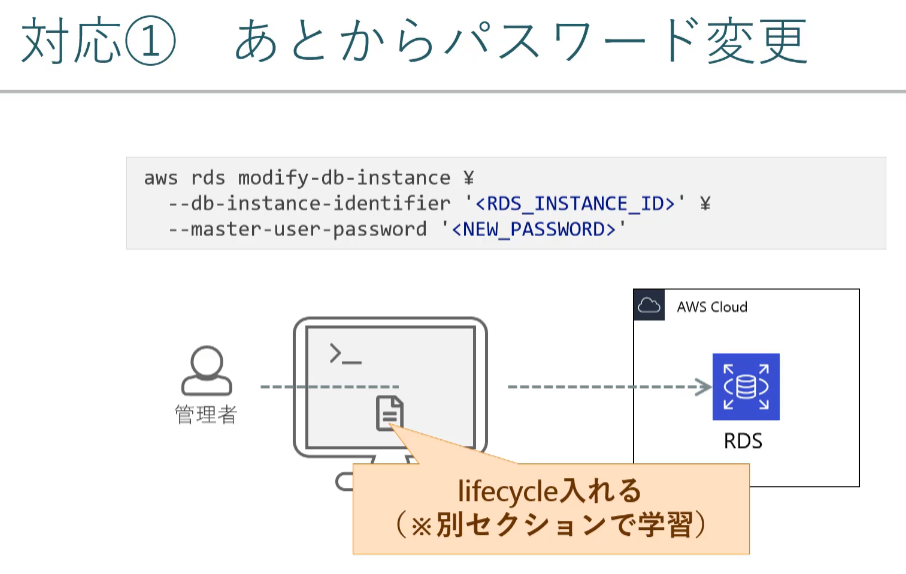 対応① あとからパスワード変更
aws rds modify-db-instance ¥
--db-instance-identifier '<RDS_INSTANCE_ID>' ¥
--master-user-password '<NEW_PASSWORD>'
AWS Cloud
>_
管理者
RDS
lifecycle入れる
（※別セクションで学習）